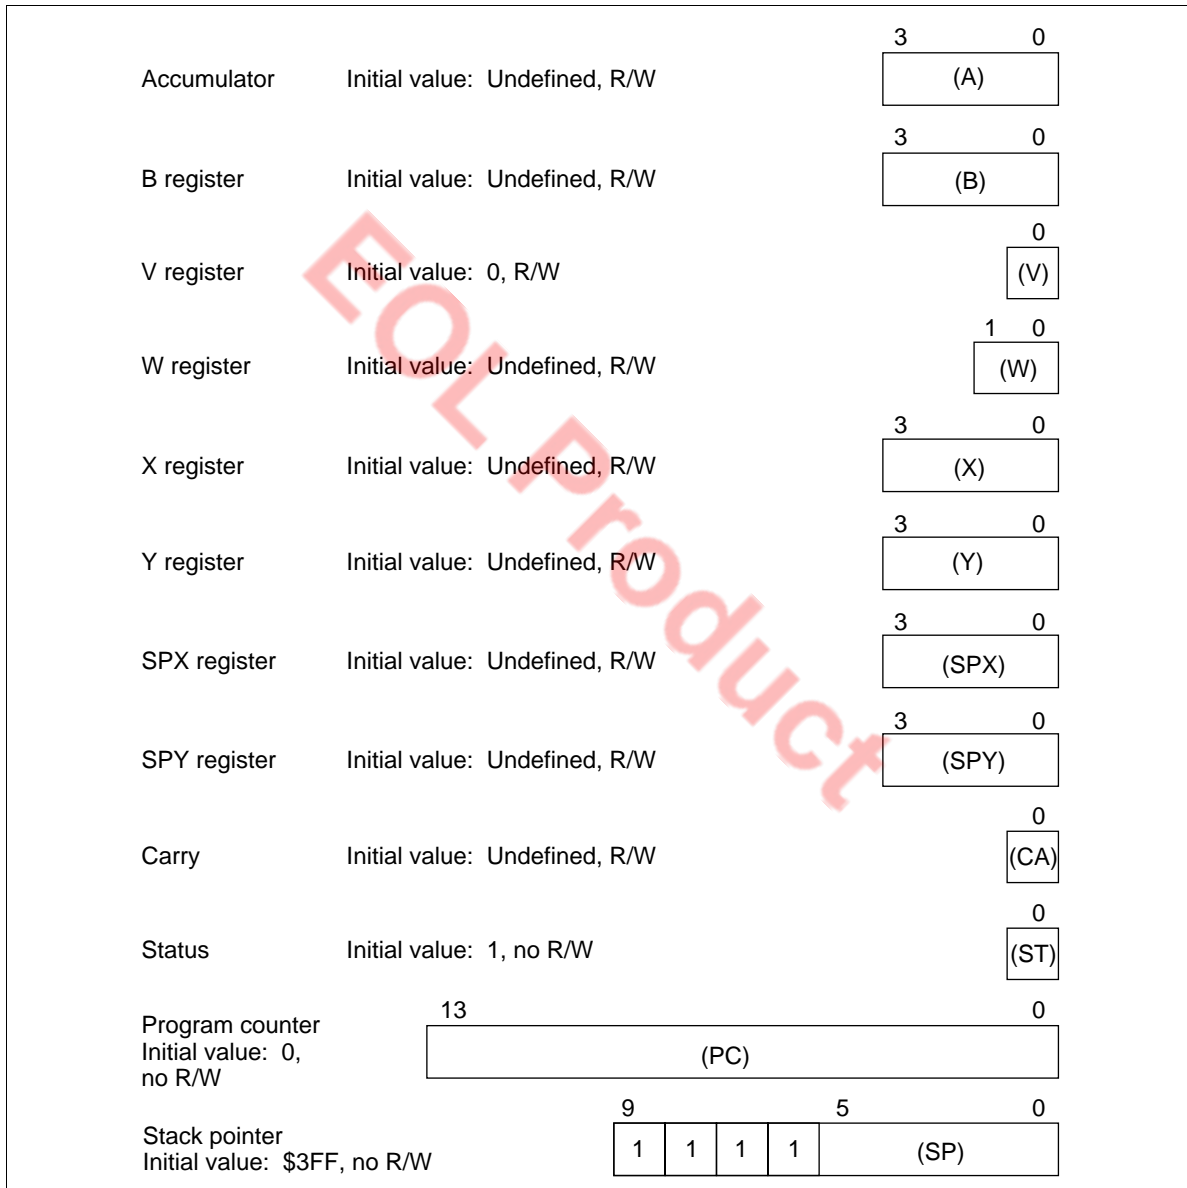 3 0
Accumulator Initial value: Undefined, R/W (A)
3 0
B register Initial value: Undefined, R/W (B)
0
V register Initial value: 0, R/W (V)
1 0
W register Initial value: Undefined, R/W (W)
3 0
X register Initial value: Undefined, R/W (X)
3 0
Y register Initial value: Undefined, R/W (Y)
3 0
SPX register Initial value: Undefined, R/W (SPX)
3 0
SPY register Initial value: Undefined, R/W (SPY)
0
Carry Initial value: Undefined, R/W (CA)
0
Status Initial value: 1, no R/W (ST)
13 0
Program counter
Initial value: 0, (PC)
no R/W
9 5 0
Stack pointer
1 1 1 1 (SP)
Initial value: $3FF, no R/W
EOL Product